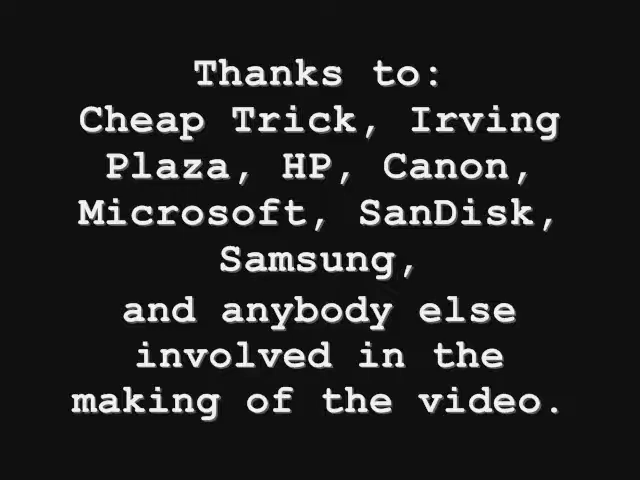 Thanks to:
Cheap Trick, Irving
Plaza, HP, Canon,
Microsoft, SanDisk,
Samsung,
and anybody else
involved in the
making of the video.